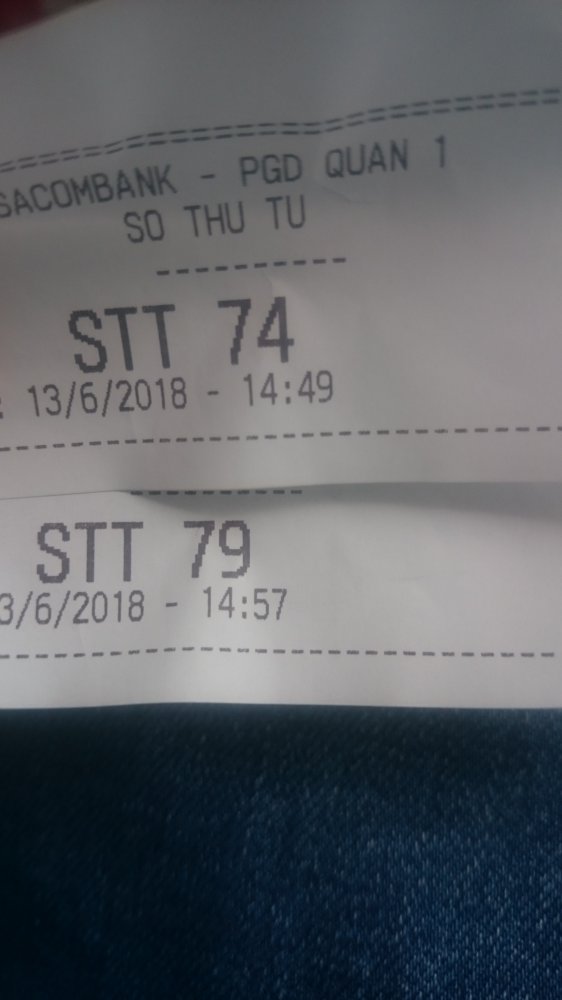 SACOMBANK - PGD QUAN 1
SO THU TU
STT 74
: 13/6/2018 - 14:49
STT 79
3/6/2018 - 14:57